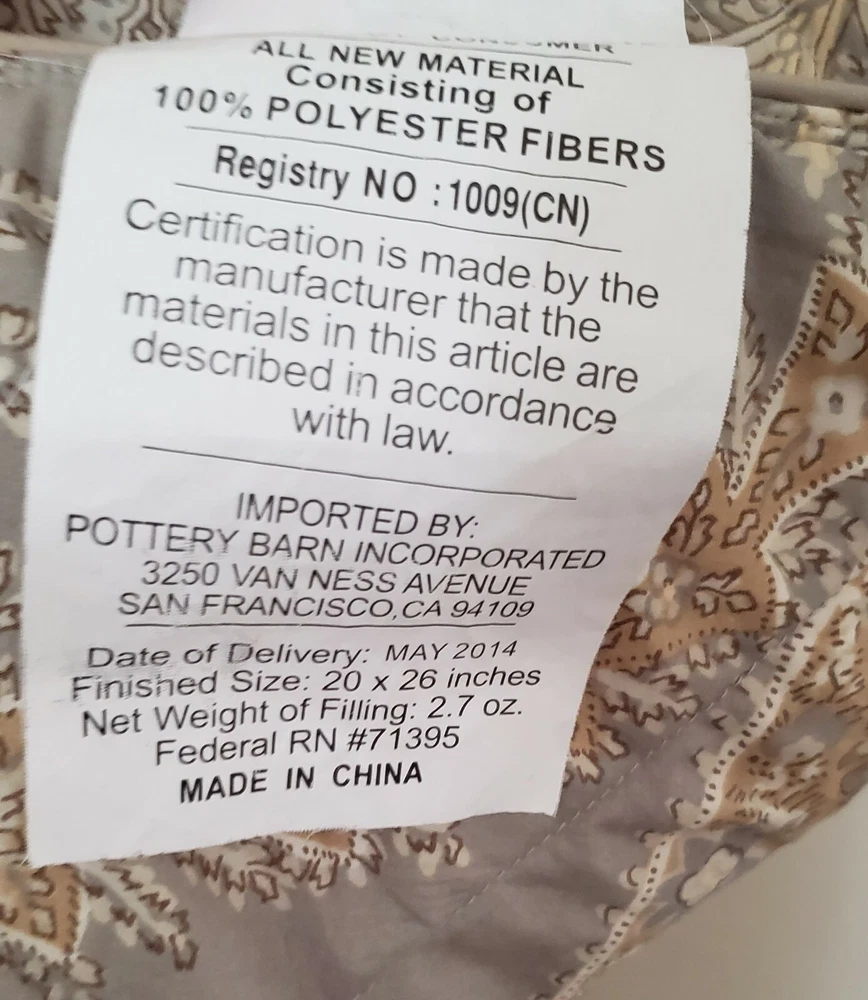 CONSUMER
ALL NEW MATERIAL
Consisting of
100% POLYESTER FIBERS
Registry NO :1009(CN)
Certification is made by the
manufacturer that the
materials in this article are
described in accordance
with law.
IMPORTED BY:
POTTERY BARN INCORPORATED
3250 VAN NESS AVENUE
SAN FRANCISCO,CA 94109
Date of Delivery: MAY 2014
Finished Size: 20 x 26 inches
Net Weight of Filling: 2.7 oz.
Federal RN #71395
MADE IN CHINA